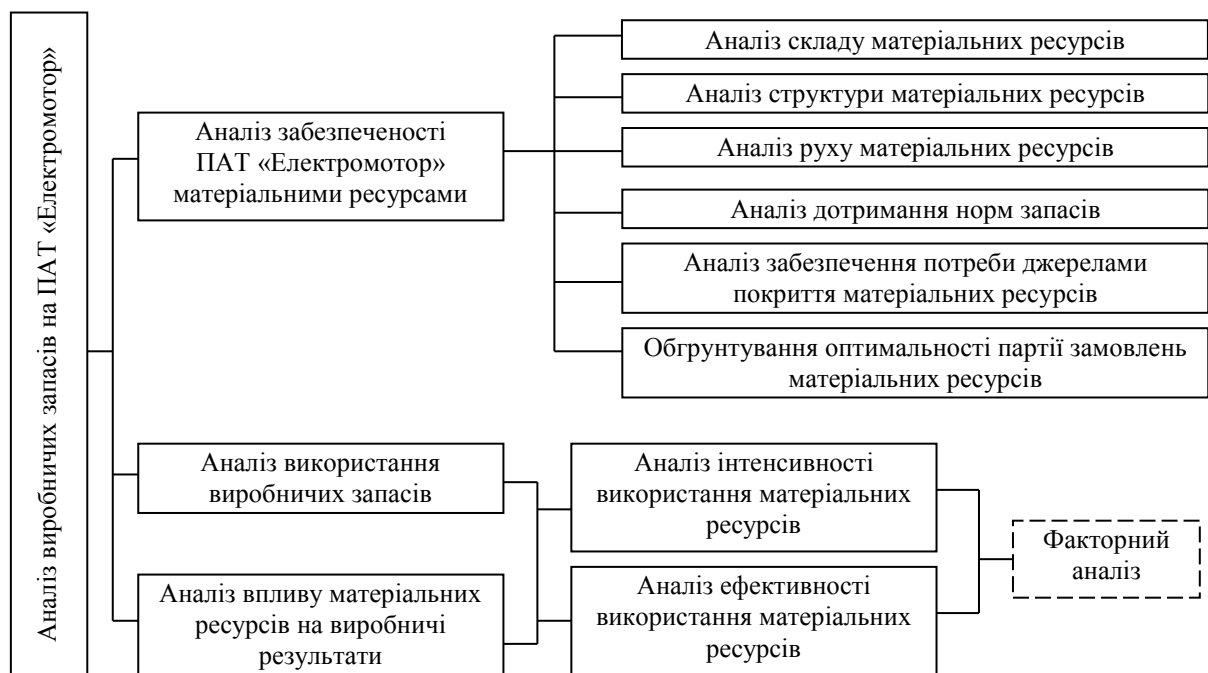 Аналіз виробничих запасів на ПАТ «Електромотор»
Аналіз забезпеченості
ПАТ «Електромотор»
матеріальними ресурсами
Аналіз складу матеріальних ресурсів
Аналіз структури матеріальних ресурсів
Аналіз руху матеріальних ресурсів
Аналіз дотримання норм запасів
Аналіз забезпечення потреби джерелами
покриття матеріальних ресурсів
Обгрунтування оптимальності партії замовлень
матеріальних ресурсів
Аналіз використання
виробничих запасів
Аналіз впливу матеріальних
ресурсів на виробничі
результати
Аналіз інтенсивності
використання матеріальних
ресурсів
Аналіз ефективності
використання матеріальних
ресурсів
Факторний
аналіз